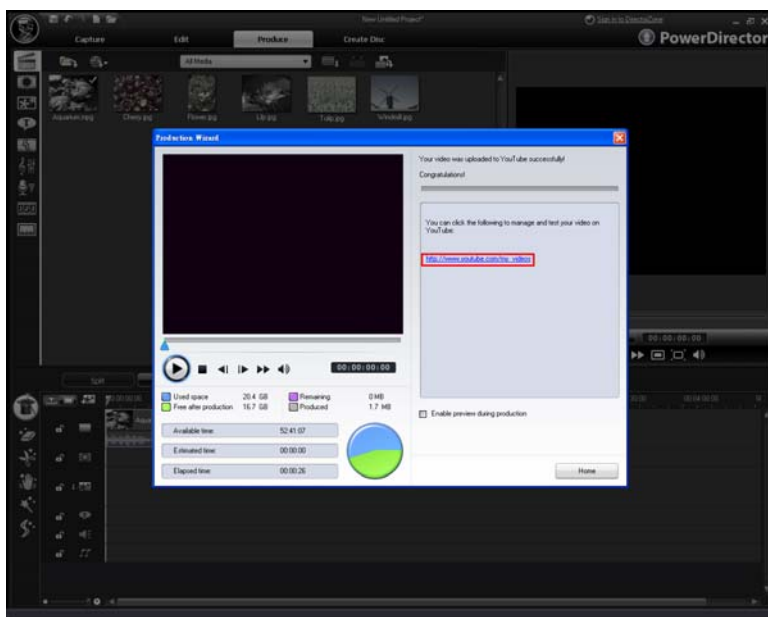 New Untitled Project*
Sign in to DirectorZone
Capture
Edit
Produce
Create Disc
PowerDirector
All Media
Aquarium.mpg
Cherry.jpg
Flower.jpg
Lily.jpg
Tulip.jpg
Windmill.jpg
Production Wizard
Your video was uploaded to YouTube successfully!
Congratulations!
You can click the following to manage and test your video on
YouTube:
http://www.youtube.com/my_videos
00:00:00:00
00:00:00:00
Used space 20.4 GB
Remaining 0 MB
Free after production 16.7 GB
Produced 1.7 MB
Available time: 52:41:07
Estimated time: 00:00:00
Elapsed time: 00:00:26
Enable preview during production
Home
Split